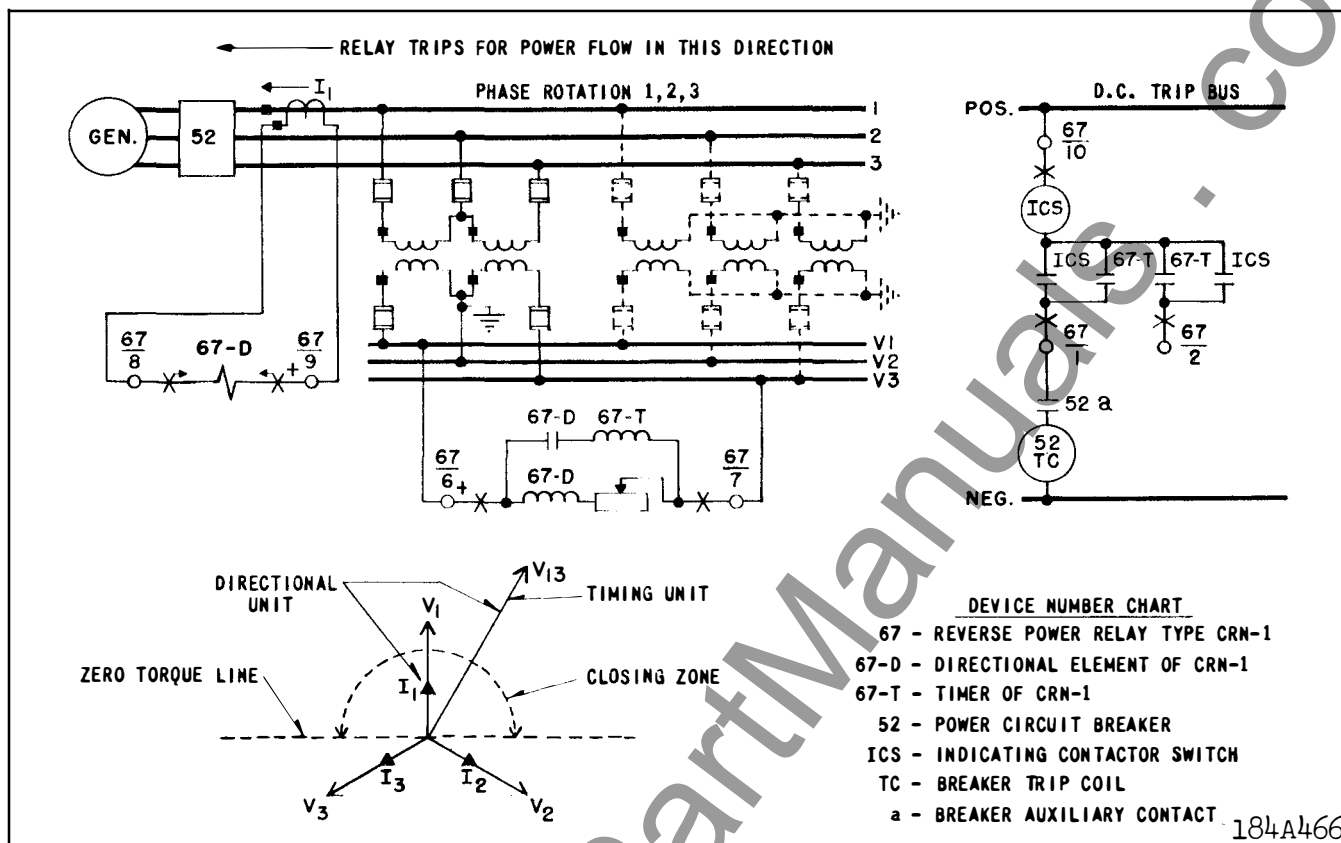 RELAY TRIPS FOR POWER FLOW IN THIS DIRECTION
I1
PHASE ROTATION 1,2,3
D.C. TRIP BUS
POS.
GEN.
52
1
2
3
67
10
ICS
ICS
67-T
67-T
ICS
67
8
67-D
+
67
9
V1
V2
V3
67
1
67
2
67-D
67-T
52 a
67
6
+
67-D
67
7
52
TC
NEG.
DIRECTIONAL
UNIT
V13
V1
TIMING UNIT
ZERO TORQUE LINE
I1
CLOSING ZONE
I3
I2
V3
V2
DEVICE NUMBER CHART
67 - REVERSE POWER RELAY TYPE CRN-1
67-D - DIRECTIONAL ELEMENT OF CRN-1
67-T - TIMER OF CRN-1
52 - POWER CIRCUIT BREAKER
ICS - INDICATING CONTACTOR SWITCH
TC - BREAKER TRIP COIL
a - BREAKER AUXILIARY CONTACT
184A466
PartManuals . co